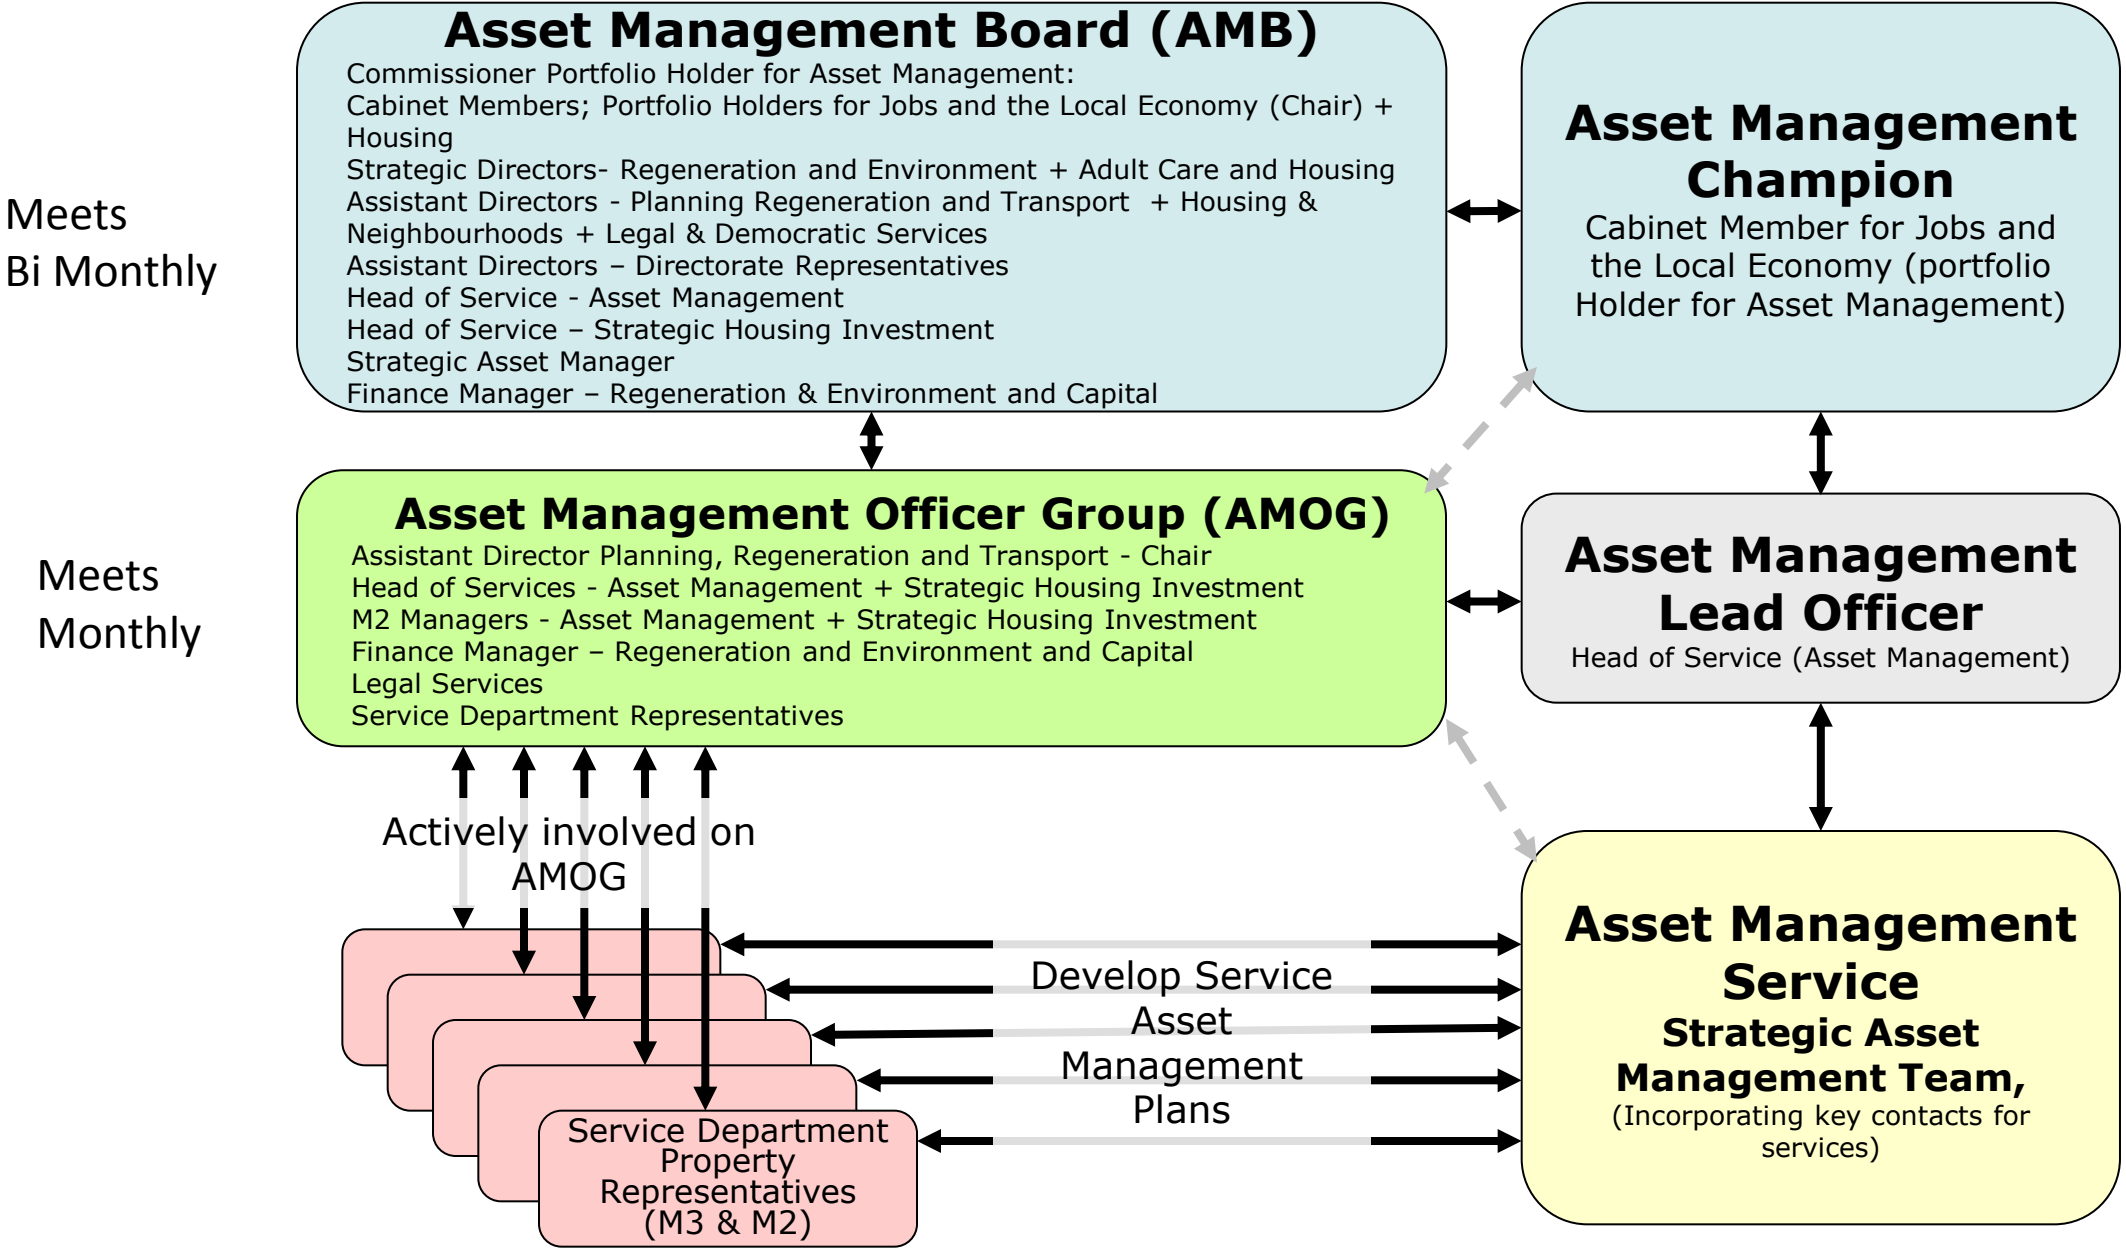 Asset Management Board (AMB)
Commissioner Portfolio Holder for Asset Management:
Cabinet Members; Portfolio Holders for Jobs and the Local Economy (Chair) +
Housing
Strategic Directors- Regeneration and Environment + Adult Care and Housing
Assistant Directors - Planning Regeneration and Transport  + Housing &
Neighbourhoods + Legal & Democratic Services
Assistant Directors – Directorate Representatives
Head of Service - Asset Management
Head of Service – Strategic Housing Investment
Strategic Asset Manager
Finance Manager – Regeneration & Environment and Capital
Asset Management
Champion
Cabinet Member for Jobs and
the Local Economy (portfolio
Holder for Asset Management)
Meets
Bi Monthly
Asset Management Officer Group (AMOG)
Assistant Director Planning, Regeneration and Transport - Chair
Head of Services - Asset Management + Strategic Housing Investment
M2 Managers - Asset Management + Strategic Housing Investment
Finance Manager – Regeneration and Environment and Capital
Legal Services
Service Department Representatives
Meets
Monthly
Asset Management
Lead Officer
Head of Service (Asset Management)
Actively involved on
AMOG
Develop Service
Asset
Management
Plans
Asset Management
Service
Strategic Asset
Management Team,
(Incorporating key contacts for
services)
Service Department
Property
Representatives
(M3 & M2)